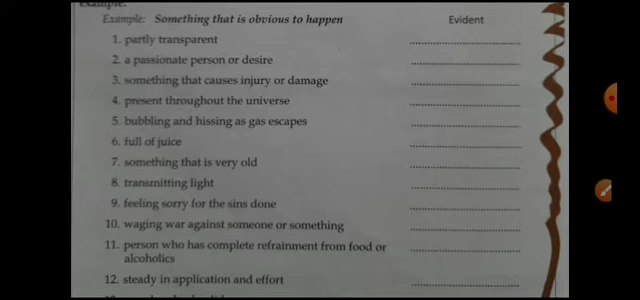 example.
Example: Something that is obvious to happen Evident
1. partly transparent ........................
2. a passionate person or desire ........................
3. something that causes injury or damage ........................
4. present throughout the universe ........................
5. bubbling and hissing as gas escapes ........................
6. full of juice ........................
7. something that is very old ........................
8. transmitting light ........................
9. feeling sorry for the sins done ........................
10. waging war against someone or something ........................
11. person who has complete refrainment from food or ........................
alcoholics
12. steady in application and effort ........................